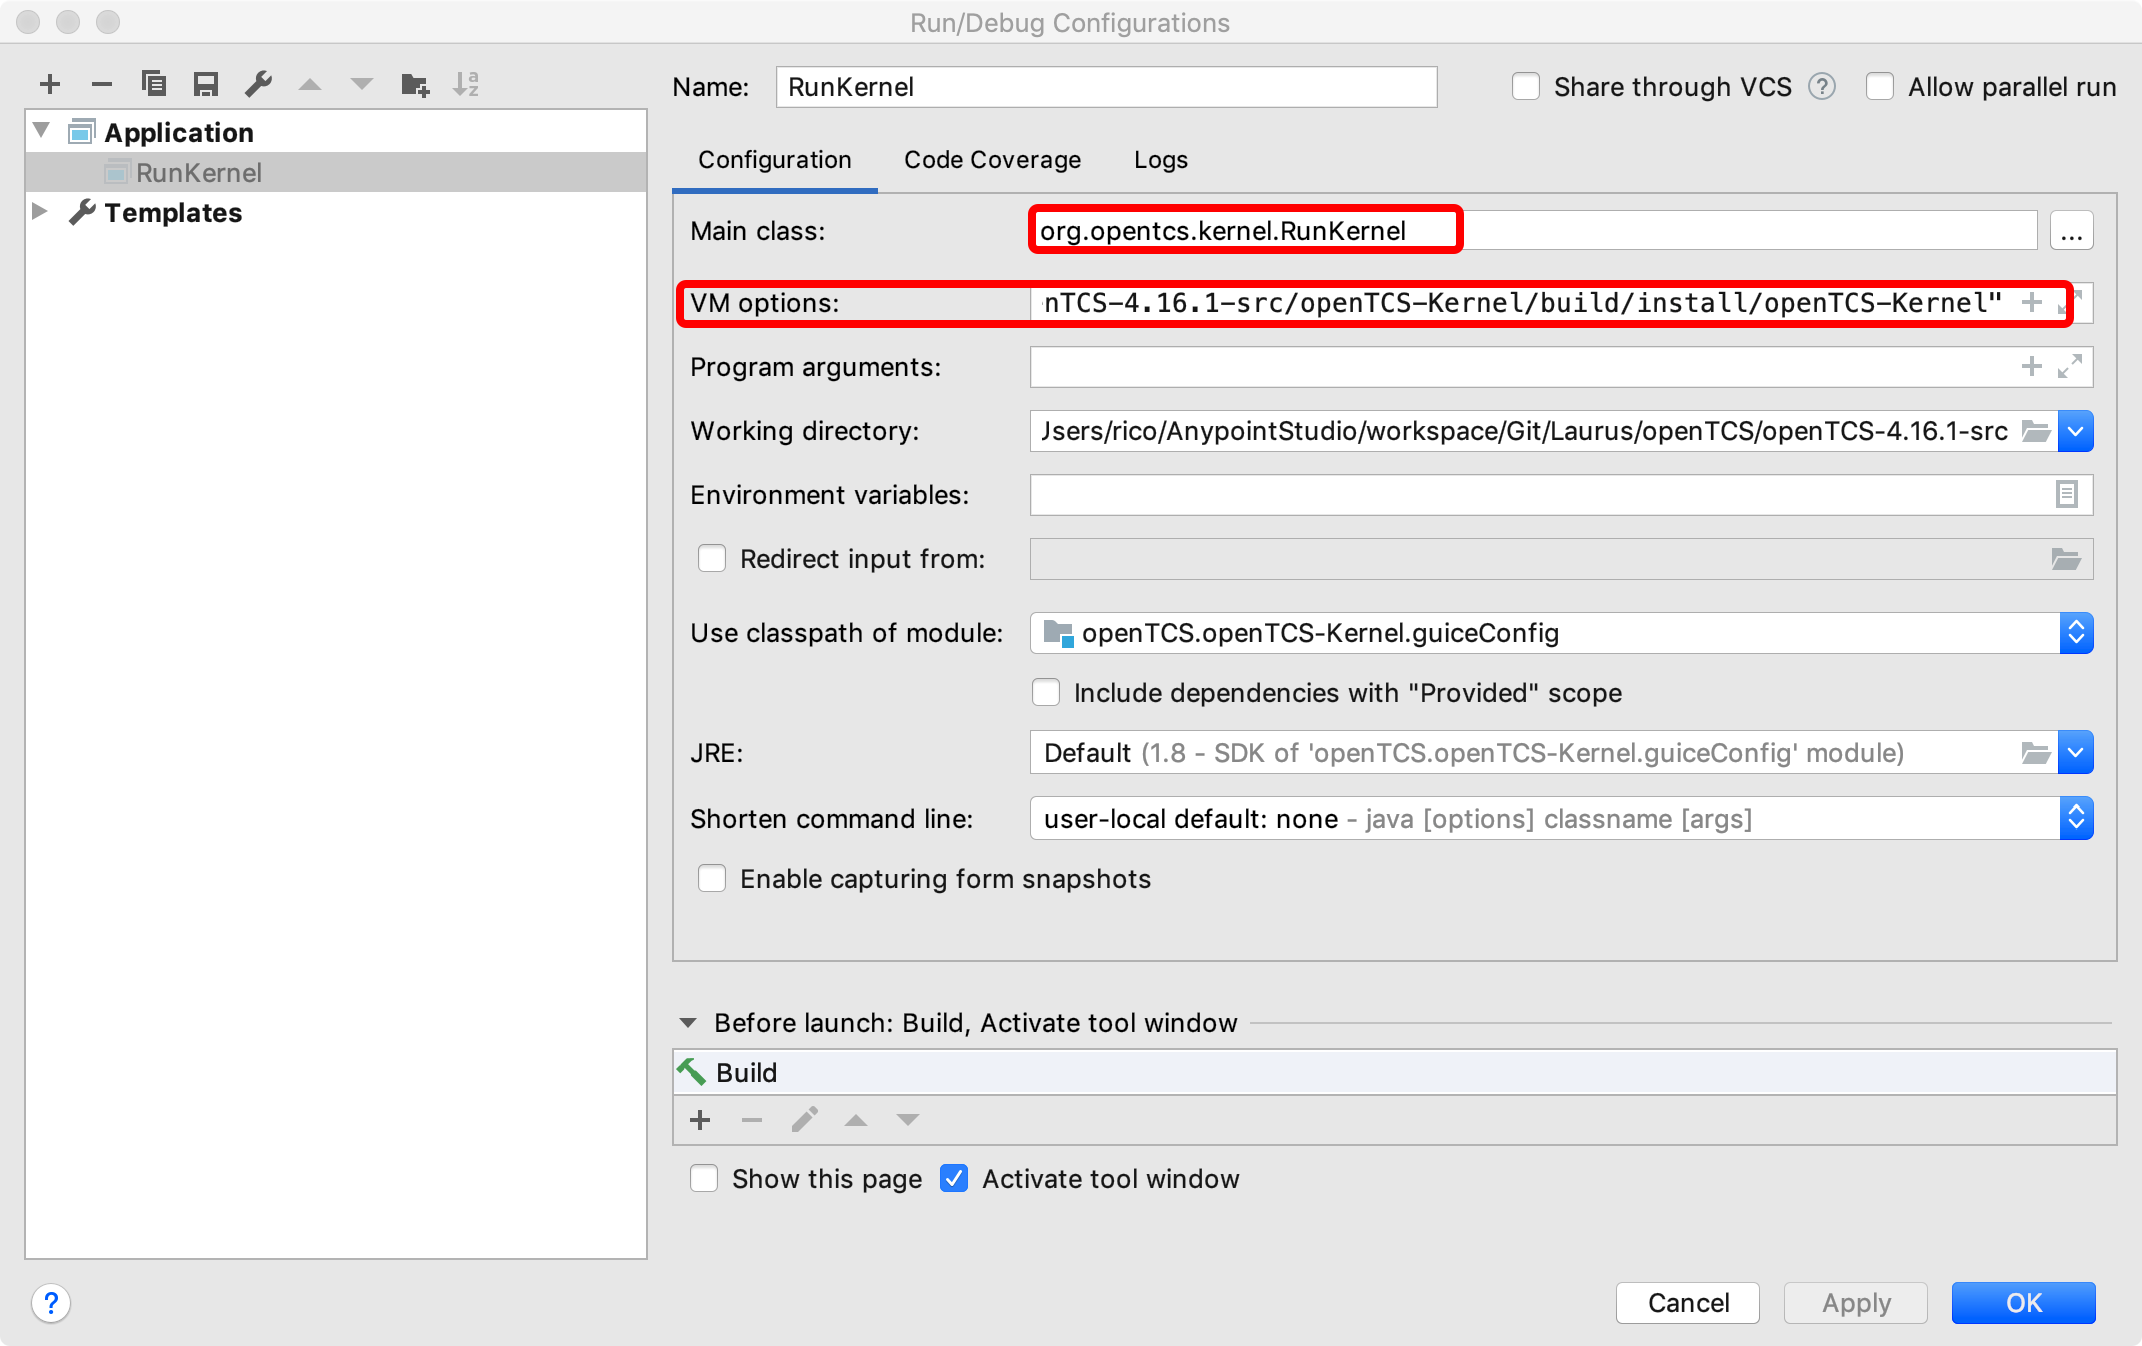 Run/Debug Configurations
Name: RunKernel Share through VCS ? Allow parallel run
Application
RunKernel
Templates
Configuration Code Coverage Logs
Main class: org.opentcs.kernel.RunKernel ...
VM options: nTCS-4.16.1-src/openTCS-Kernel/build/install/openTCS-Kernel"
Program arguments:
Working directory: Jsers/rico/AnypointStudio/workspace/Git/Laurus/openTCS/openTCS-4.16.1-src
Environment variables:
Redirect input from:
Use classpath of module: openTCS.openTCS-Kernel.guiceConfig
Include dependencies with "Provided" scope
JRE: Default (1.8 - SDK of 'openTCS.openTCS-Kernel.guiceConfig' module)
Shorten command line: user-local default: none - java [options] classname [args]
Enable capturing form snapshots
Before launch: Build, Activate tool window
Build
Show this page Activate tool window
? Cancel Apply OK